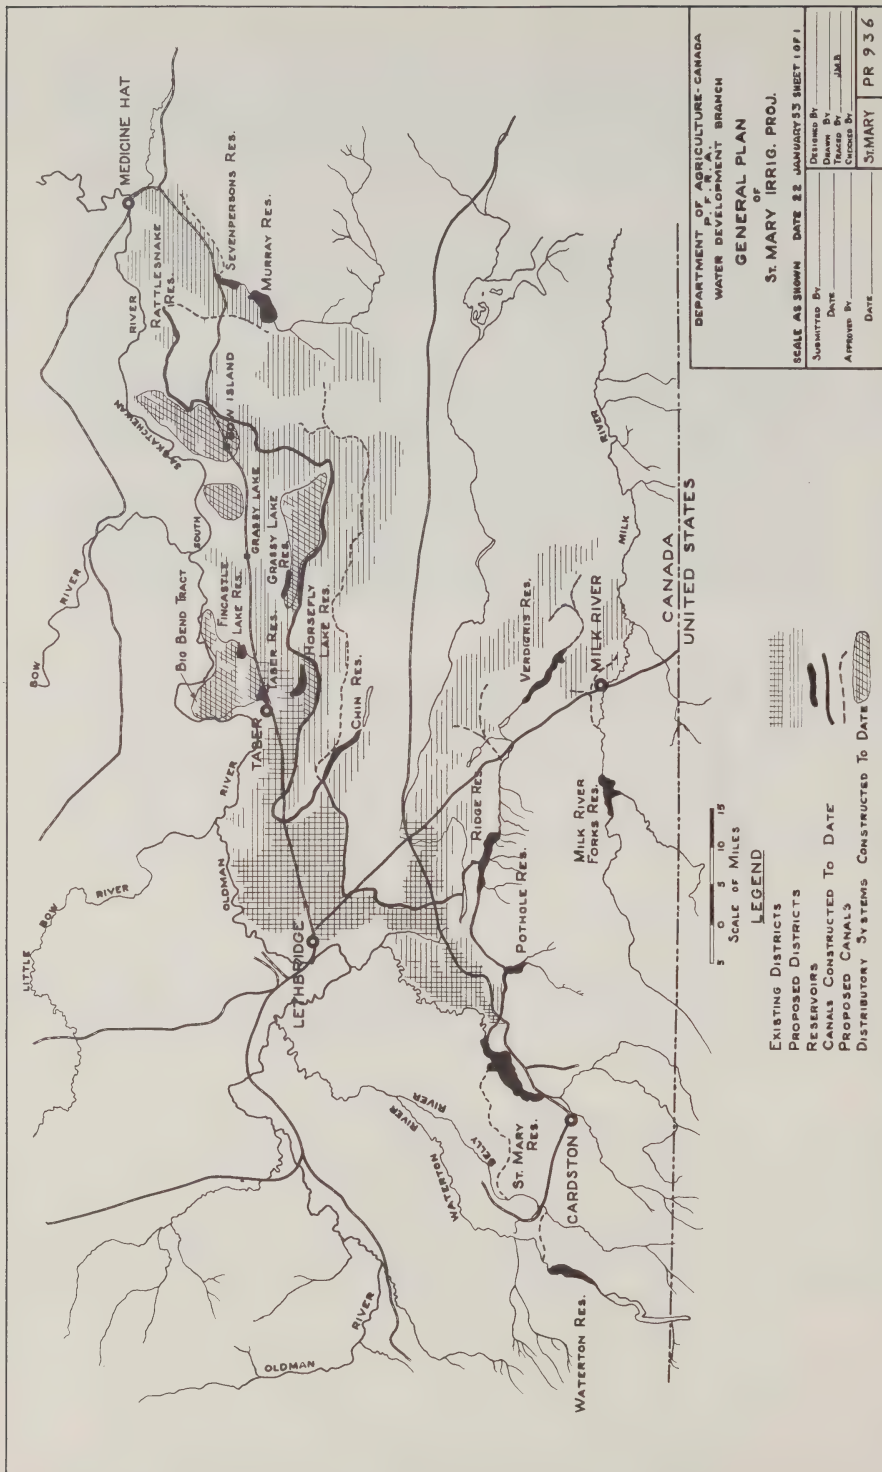 DEPARTMENT OF AGRICULTURE-CANADA
P. F. R. A.
WATER DEVELOPMENT BRANCH
GENERAL PLAN
OF
ST. MARY IRRIG. PROJ.
SCALE AS SHOWN DATE 22 JANUARY 53 SHEET 1 OF 1
SUBMITTED BY
DATE
APPROVED BY
DATE
DESIGNED BY
DRAWN BY
TRACED BY J.M.B.
CHECKED BY
ST. MARY
PR 936
MEDICINE HAT
RIVER
RATTLESNAKE
RES.
SEVENPERSONS RES.
MURRAY RES.
BOW ISLAND
SASKATCHEWAN
SOUTH
GRASSY LAKE
GRASSY LAKE
RES.
BOW
RIVER
BIG BEND TRACT
FINCASTLE
LAKE RES.
TABER RES.
HORSEFLY
LAKE RES.
TABER
CHIN RES.
RIVER
OLDMAN
LITTLE
BOW
RIVER
LETHBRIDGE
VERDIGRIS RES.
MILK RIVER
MILK
RIVER
CANADA
UNITED STATES
RIDGE RES.
MILK RIVER
FORKS RES.
POTHOLE RES.
ST. MARY
RES.
CARDSTON
BELLY
RIVER
WATERTON
RIVER
WATERTON RES.
OLDMAN
RIVER
5 0 5 10 15
SCALE OF MILES
LEGEND
EXISTING DISTRICTS
PROPOSED DISTRICTS
RESERVOIRS
CANALS CONSTRUCTED TO DATE
PROPOSED CANALS
DISTRIBUTORY SYSTEMS CONSTRUCTED TO DATE